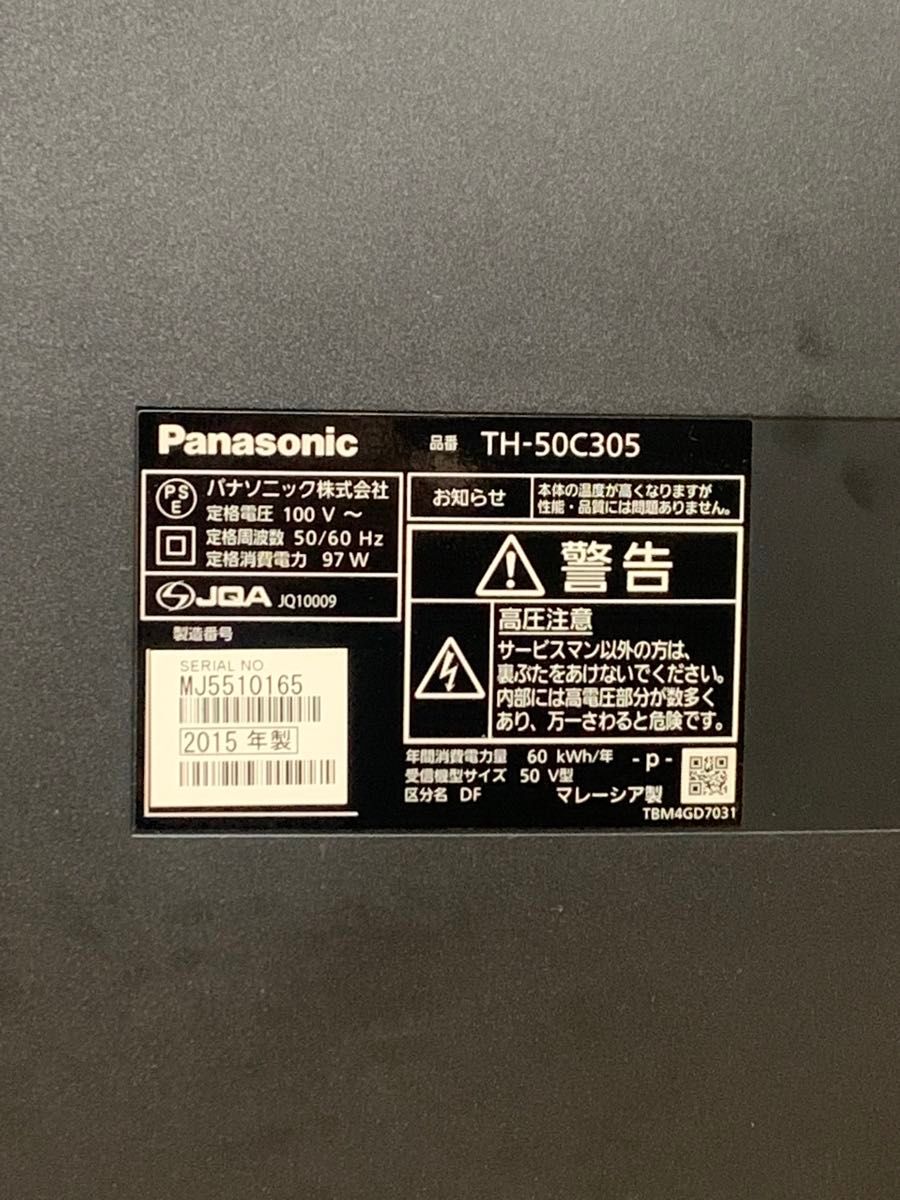 Panasonic
品番 TH-50C305
PS
E
パナソニック株式会社
定格電圧 100 V ～
定格周波数 50/60 Hz
定格消費電力 97 W
JQA JQ10009
製造番号
SERIAL NO
MJ5510165
2015 年製
お知らせ
本体の温度が高くなりますが
性能・品質には問題ありません。
警告
高圧注意
サービスマン以外の方は、
裏ぶたをあけないでください。
内部には高電圧部分が数多く
あり、万一さわると危険です。
年間消費電力量 60 kWh/年 -p-
受信機型サイズ 50 V型
区分名 DF マレーシア製
TBM4GD7031